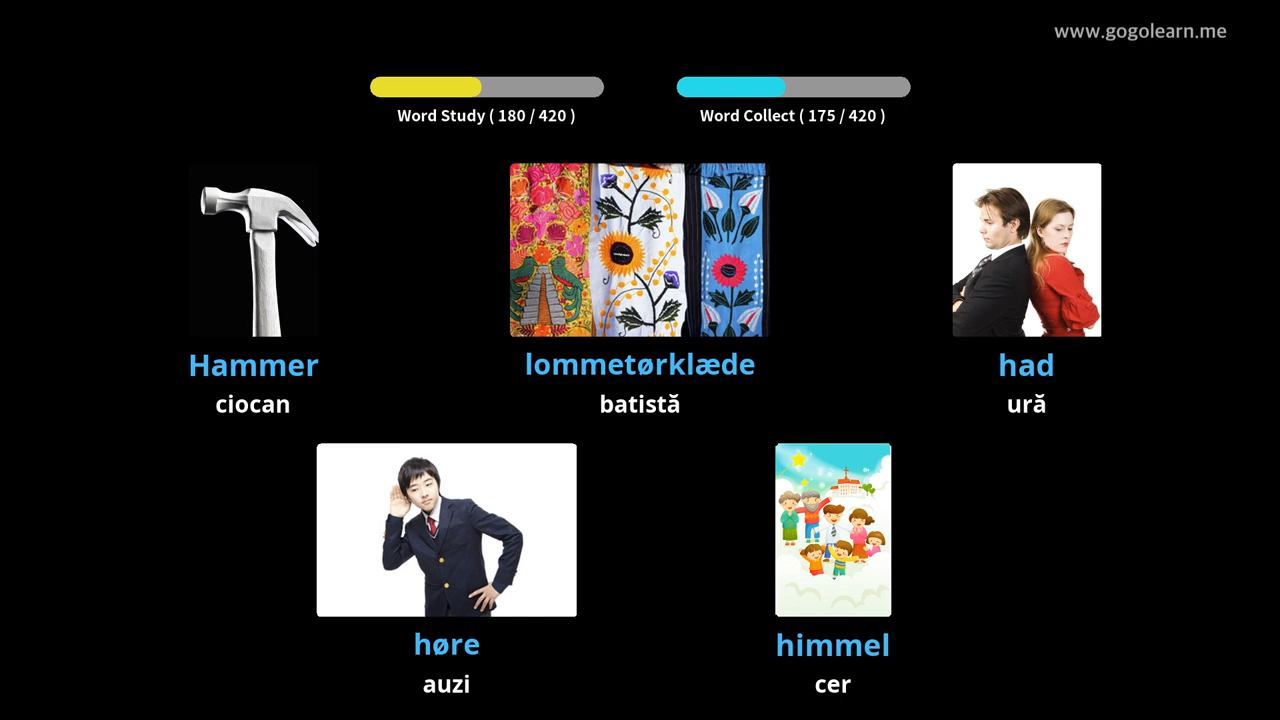 www.gogolearn.me
Word Study ( 180 / 420 )
Word Collect ( 175 / 420 )
Hammer
ciocan
lommetørklæde
batistă
had
ură
høre
auzi
himmel
cer